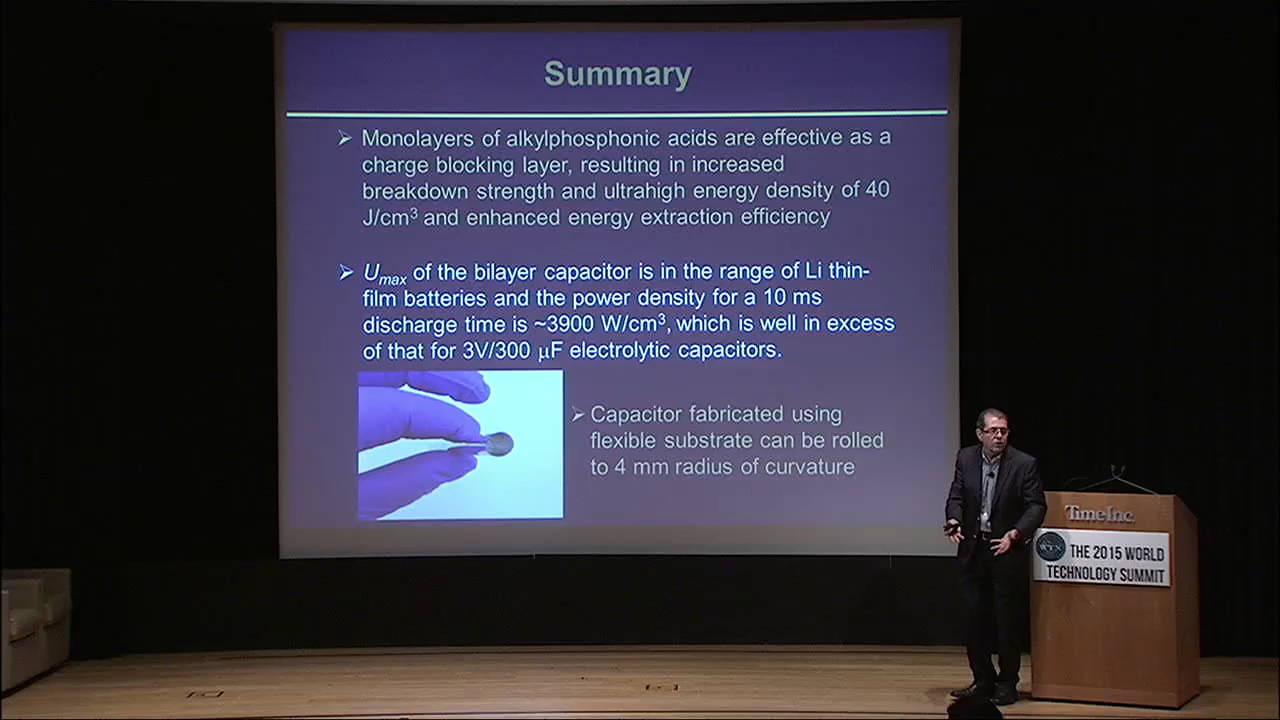 Summary
➢ Monolayers of alkylphosphonic acids are effective as a
charge blocking layer, resulting in increased
breakdown strength and ultrahigh energy density of 40
J/cm³ and enhanced energy extraction efficiency
➢ Umax of the bilayer capacitor is in the range of Li thin-
film batteries and the power density for a 10 ms
discharge time is ~3900 W/cm³, which is well in excess
of that for 3V/300 μF electrolytic capacitors.
➢ Capacitor fabricated using
flexible substrate can be rolled
to 4 mm radius of curvature
Time Inc.
THE 2015 WORLD
TECHNOLOGY SUMMIT